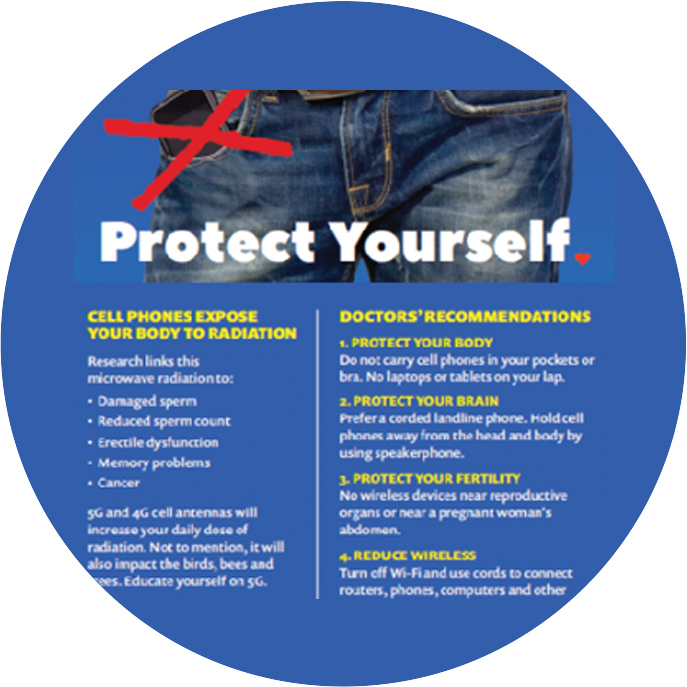 Protect Yourself
CELL PHONES EXPOSE
YOUR BODY TO RADIATION
Research links this
microwave radiation to:
• Damaged sperm
• Reduced sperm count
• Erectile dysfunction
• Memory problems
• Cancer
5G and 4G cell antennas will
increase your daily dose of
radiation. Not to mention, it will
also impact the birds, bees and
trees. Educate yourself on 5G.
DOCTORS' RECOMMENDATIONS
1. PROTECT YOUR BODY
Do not carry cell phones in your pockets or
bra. No laptops or tablets on your lap.
2. PROTECT YOUR BRAIN
Prefer a corded landline phone. Hold cell
phones away from the head and body by
using speakerphone.
3. PROTECT YOUR FERTILITY
No wireless devices near reproductive
organs or near a pregnant woman's
abdomen.
4. REDUCE WIRELESS
Turn off Wi-Fi and use cords to connect
routers, phones, computers and other